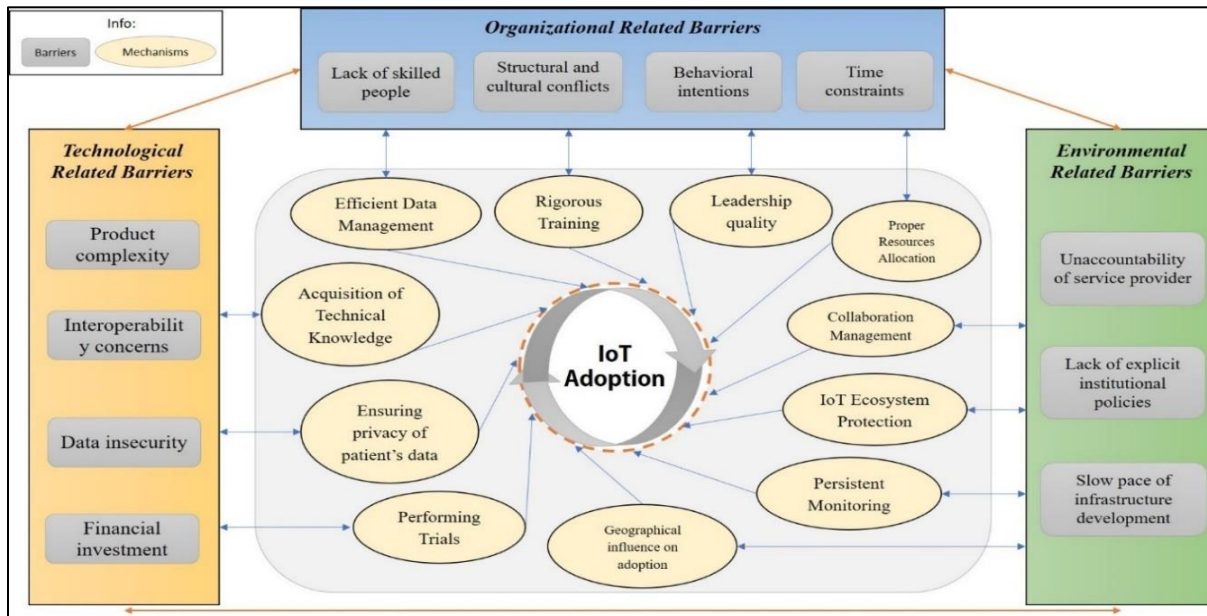 Info:
Barriers
Mechanisms
Organizational Related Barriers
Lack of skilled
people
Structural and
cultural conflicts
Behavioral
intentions
Time
constraints
Technological
Related Barriers
Product
complexity
Interoperabilit
y concerns
Data insecurity
Financial
investment
Efficient Data
Management
Rigorous
Training
Leadership
quality
Proper
Resources
Allocation
Acquisition of
Technical
Knowledge
Collaboration
Management
IoT
Adoption
Ensuring
privacy of
patient’s data
IoT Ecosystem
Protection
Performing
Trials
Persistent
Monitoring
Geographical
influence on
adoption
Environmental
Related Barriers
Unaccountability
of service provider
Lack of explicit
institutional
policies
Slow pace of
infrastructure
development